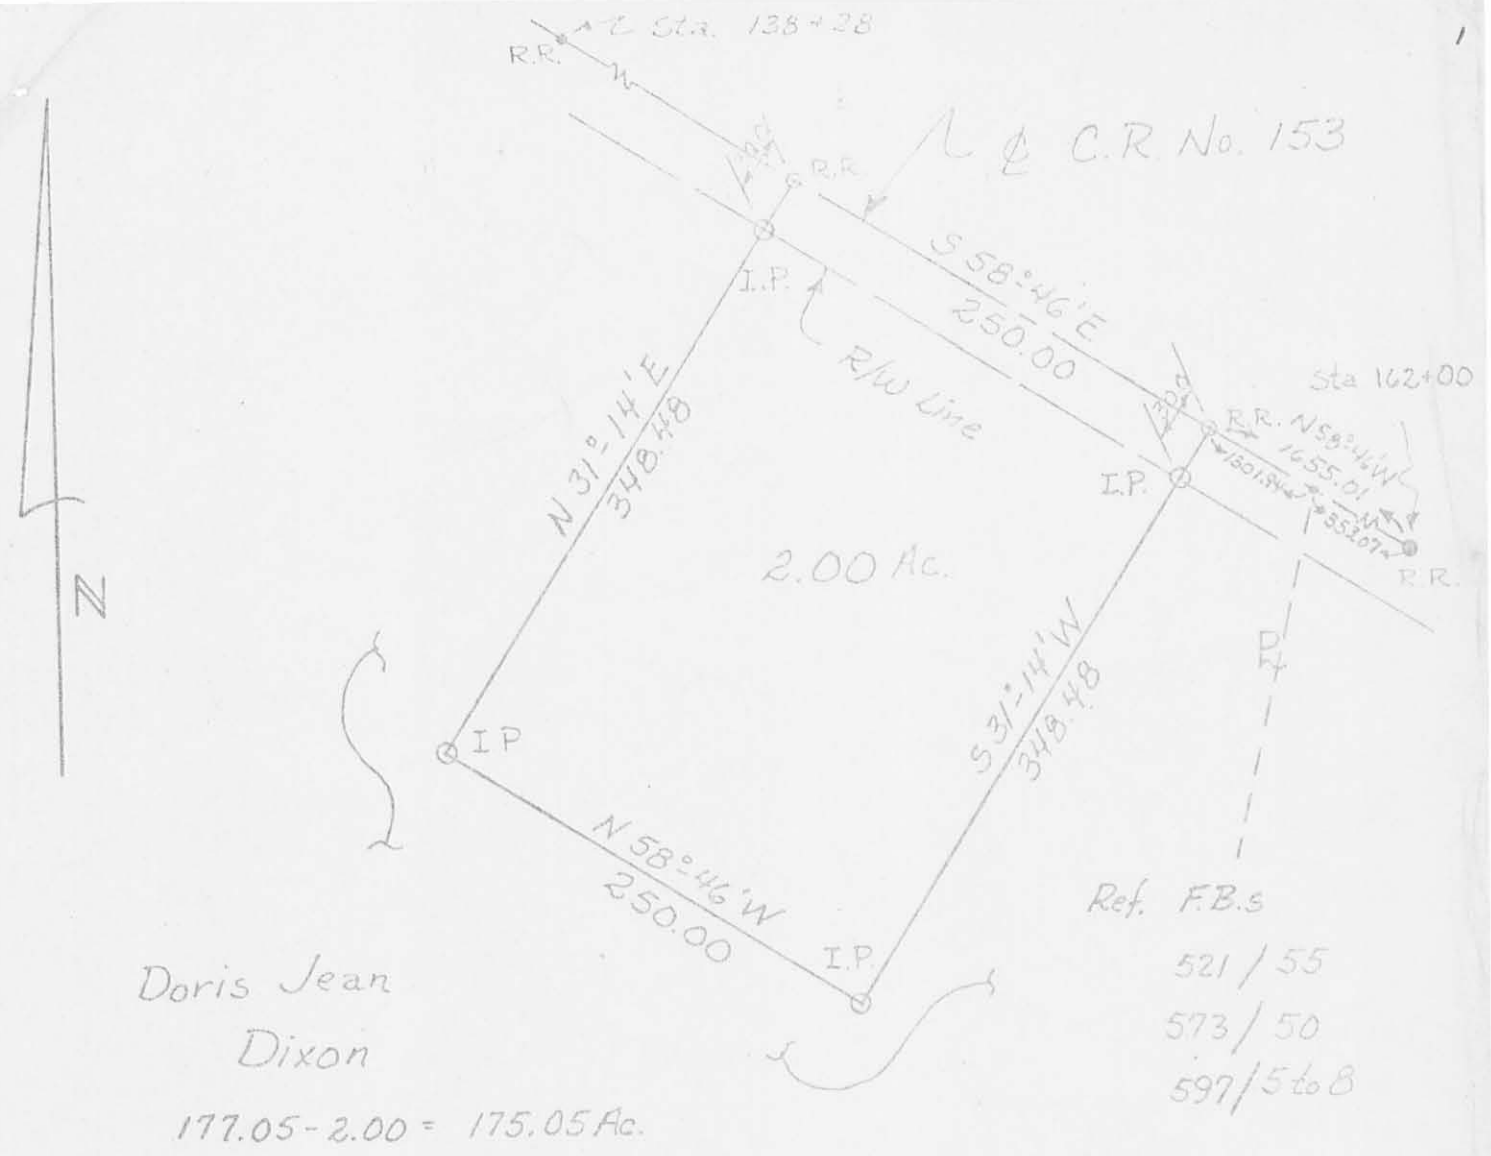 Sta. 138+28
R.R.
1
℄ C.R. No. 153
R.R.
I.P.
S 58°-46'E
250.00
R/W Line
Sta 162+00
R.R. N58°-46'W
1655.01
1301.94
353.07
R.R.
I.P.
N 31°-14'E
348.48
2.00 Ac.
N
S 31°-14'W
348.48
I P
N 58°-46'W
250.00
I.P.
Ref. F.B.s
521 / 55
573 / 50
597/5 to 8
Doris Jean
Dixon
177.05-2.00 = 175.05 Ac.